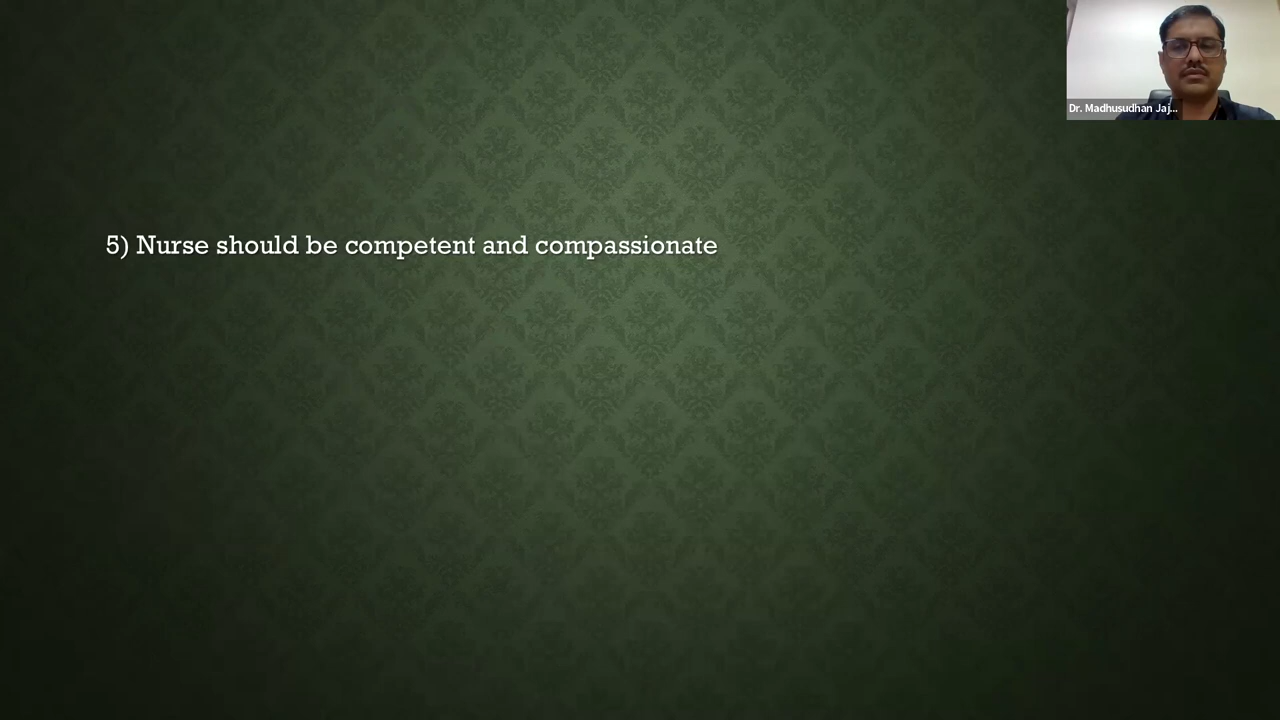 Dr. Madhusudhan Jaj...
5) Nurse should be competent and compassionate